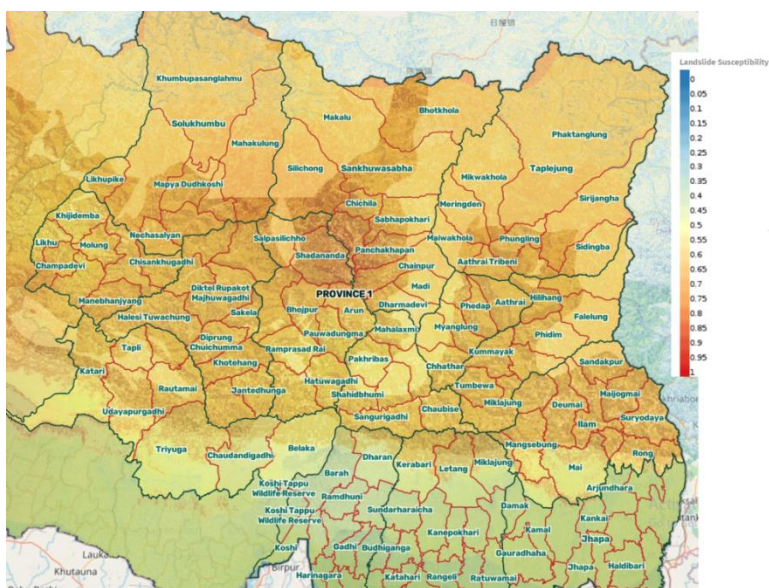 日屋镇
Landslide Susceptibility
0
0.05
0.1
0.15
0.2
0.25
0.3
0.35
0.4
0.45
0.5
0.55
0.6
0.65
0.7
0.75
0.8
0.85
0.9
0.95
1
Khumbupasanglahmu
Makalu
Bhotkhola
Solukhumbu
Phaktanglung
Mahakulung
Silichong
Sankhuwasabha
Taplejung
Likhupike
Mapya Dudhkoshi
Mikwakhola
Chichila
Meringden
Sirijangha
Khijidemba
Sabhapokhari
Nechasalyan
Salpasilichho
Maiwakhola
Phungling
Likhu
Molung
Panchakhapan
Sidingba
Chisankhugadhi
Shadananda
Aathrai Tribeni
Champadevi
Chainpur
Diktel Rupakot
Majhuwagadhi
Madi
PROVINCE 1
Manebhanjyang
Hilihang
Phedap
Aathrai
Dharmadevi
Halesi Tuwachung
Sakela
Bhojpur
Arun
Falelung
Mahalaxmi
Myanglung
Pauwadungma
Phidim
Diprung
Chuichumma
Tapli
Ramprasad Rai
Kummayak
Pakhribas
Khotehang
Chhathar
Sandakpur
Katari
Hatuwagadhi
Tumbewa
Rautamai
Jantedhunga
Shahidbhumi
Miklajung
Maijogmai
Udayapurgadhi
Chaubise
Deumai
Sangurigadhi
Suryodaya
Ilam
Mangsebung
Triyuga
Belaka
Chaudandigadhi
Dharan
Kerabari
Letang
Miklajung
Mai
Rong
Barah
Koshi Tappu
Wildlife Reserve
Arjundhara
Ramdhuni
Damak
Sundarharaicha
Koshi Tappu
Wildlife Reserve
Kankai
Kanepokhari
Kamal
Jhapa
Koshi
Gadhi
Budhiganga
Gauradhaha
Lauka
Khutauna
Birpur
Jhapa
Haldibari
Harinagara
Katahari
Rangeli
Ratuwamai